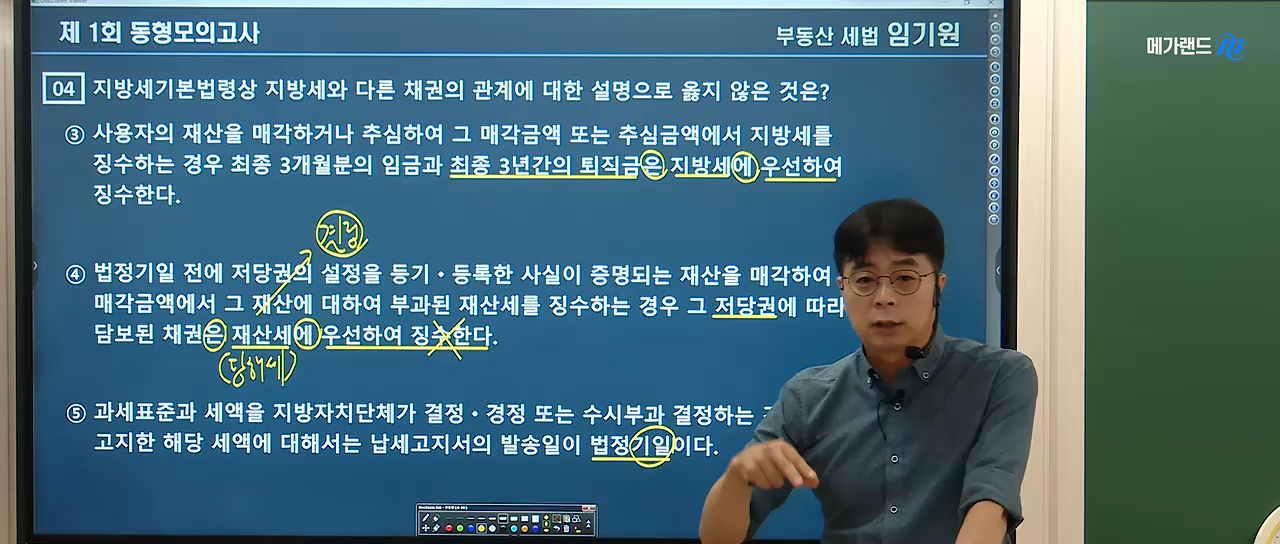 제 1회 동형모의고사
부동산 세법 임기원
메가랜드
04 지방세기본법령상 지방세와 다른 채권의 관계에 대한 설명으로 옳지 않은 것은?
③ 사용자의 재산을 매각하거나 추심하여 그 매각금액 또는 추심금액에서 지방세를
징수하는 경우 최종 3개월분의 임금과 최종 3년간의 퇴직금은 지방세에 우선하여
징수한다.
④ 법정기일 전에 저당권의 설정을 등기・등록한 사실이 증명되는 재산을 매각하여
매각금액에서 그 재산에 대하여 부과된 재산세를 징수하는 경우 그 저당권에 따라
담보된 채권은 재산세에 우선하여 징수한다.
(당해세)
⑤ 과세표준과 세액을 지방자치단체가 결정・경정 또는 수시부과 결정하는
고지한 해당 세액에 대해서는 납세고지서의 발송일이 법정기일이다.